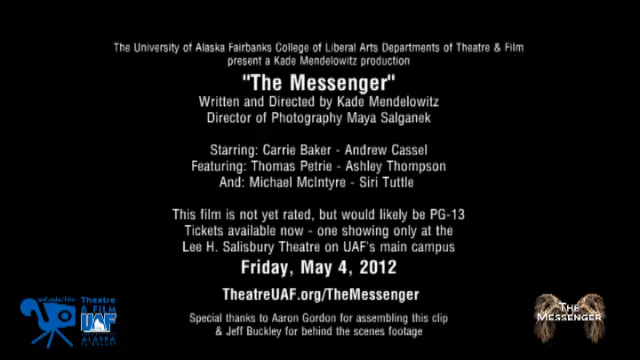 The University of Alaska Fairbanks College of Liberal Arts Departments of Theatre & Film
present a Kade Mendelowitz production
"The Messenger"
Written and Directed by Kade Mendelowitz
Director of Photography Maya Salganek
Starring: Carrie Baker - Andrew Cassel
Featuring: Thomas Petrie - Ashley Thompson
And: Michael McIntyre - Siri Tuttle
This film is not yet rated, but would likely be PG-13
Tickets available now - one showing only at the
Lee H. Salisbury Theatre on UAF's main campus
Friday, May 4, 2012
TheatreUAF.org/TheMessenger
Special thanks to Aaron Gordon for assembling this clip
& Jeff Buckley for behind the scenes footage
uaf.edu/film
Theatre
& Film
UAF
ALASKA
The
Messenger